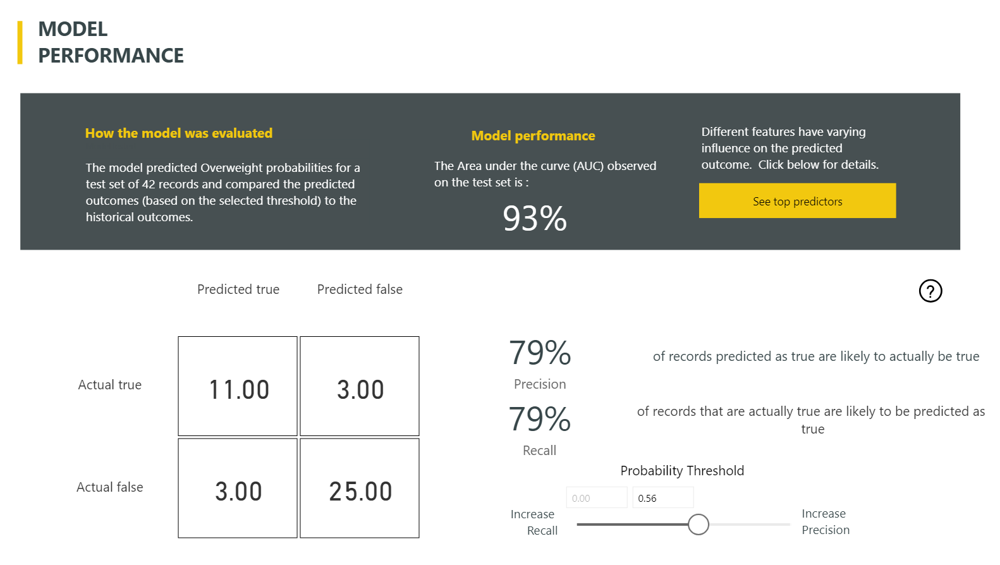 MODEL
PERFORMANCE
How the model was evaluated
The model predicted Overweight probabilities for a
test set of 42 records and compared the predicted
outcomes (based on the selected threshold) to the
historical outcomes.
Model performance
The Area under the curve (AUC) observed
on the test set is :
93%
Different features have varying
influence on the predicted
outcome.  Click below for details.
See top predictors
Predicted true
Predicted false
?
Actual true
11.00
3.00
Actual false
3.00
25.00
79%
Precision
of records predicted as true are likely to actually be true
79%
Recall
of records that are actually true are likely to be predicted as
true
Probability Threshold
0.00
0.56
Increase
Recall
Increase
Precision